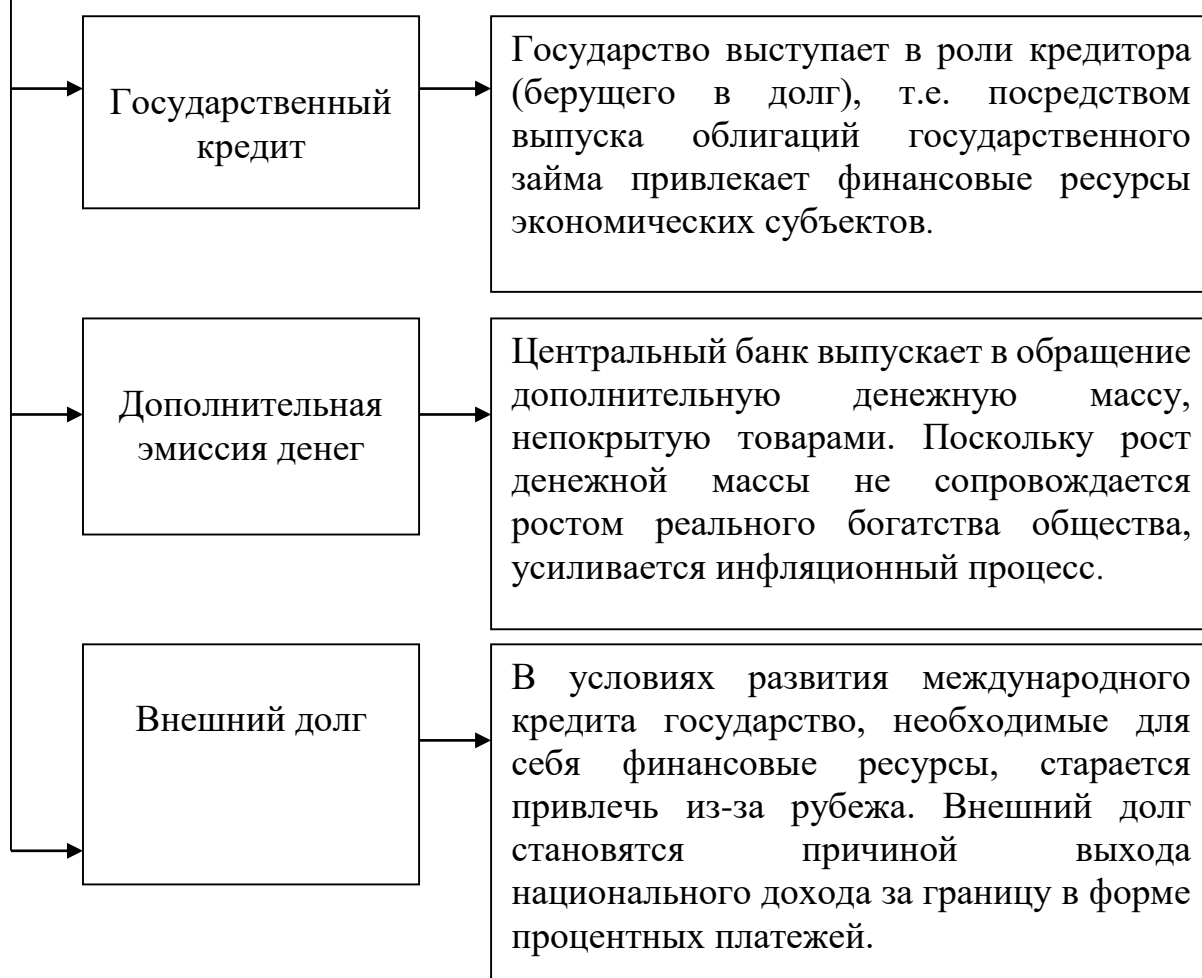 Государственный
кредит
Государство выступает в роли кредитора
(берущего в долг), т.е. посредством
выпуска облигаций государственного
займа привлекает финансовые ресурсы
экономических субъектов.
Дополнительная
эмиссия денег
Центральный банк выпускает в обращение
дополнительную денежную массу,
непокрытую товарами. Поскольку рост
денежной массы не сопровождается
ростом реального богатства общества,
усиливается инфляционный процесс.
Внешний долг
В условиях развития международного
кредита государство, необходимые для
себя финансовые ресурсы, старается
привлечь из-за рубежа. Внешний долг
становятся причиной выхода
национального дохода за границу в форме
процентных платежей.